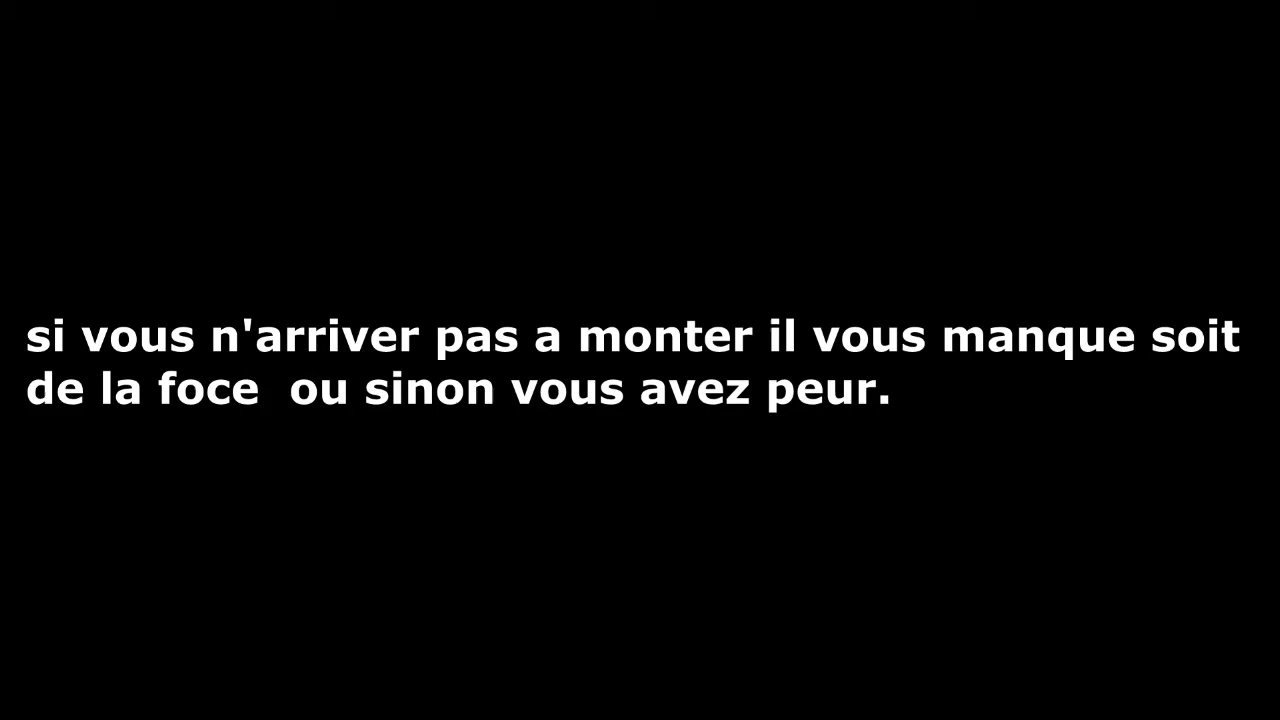 si vous n'arriver pas a monter il vous manque soit
de la foce  ou sinon vous avez peur.